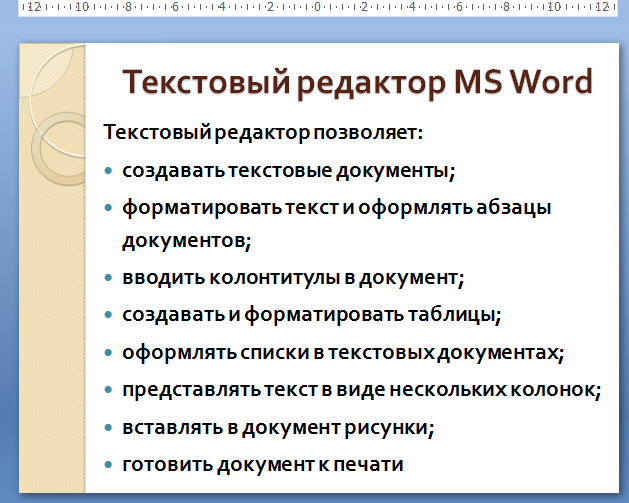 12 10 8 6 4 2 0 2 4 6 8 10 12
Текстовый редактор MS Word
Текстовый редактор позволяет:
• создавать текстовые документы;
• форматировать текст и оформлять абзацы
документов;
• вводить колонтитулы в документ;
• создавать и форматировать таблицы;
• оформлять списки в текстовых документах;
• представлять текст в виде нескольких колонок;
• вставлять в документ рисунки;
• готовить документ к печати